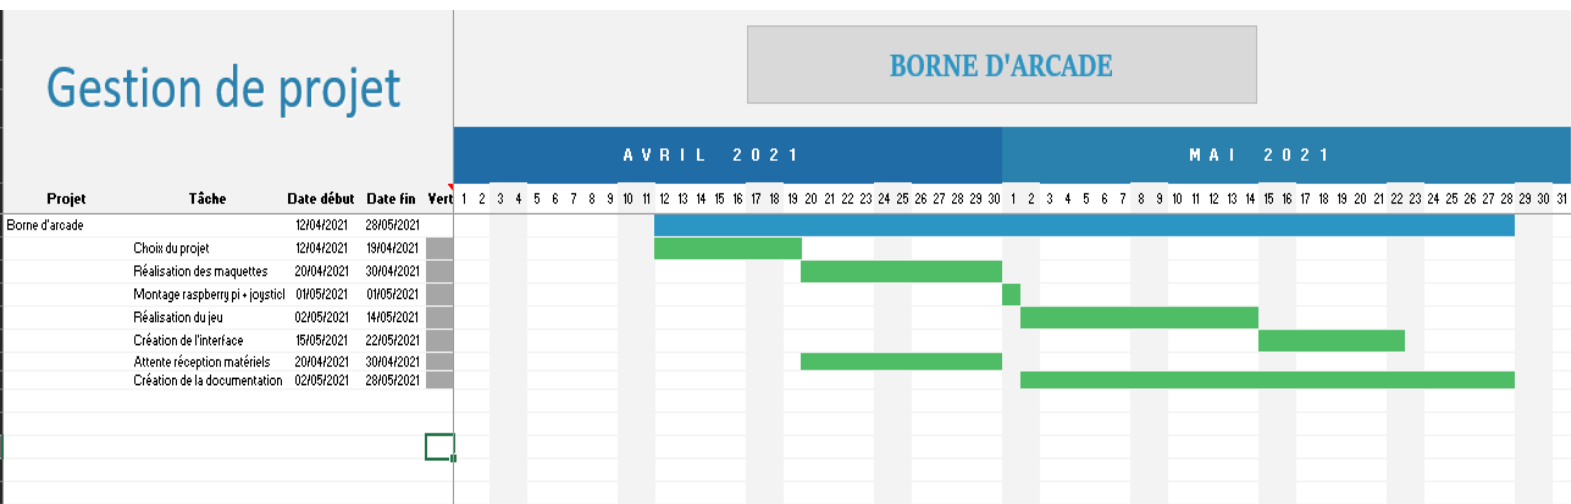 Gestion de projet
BORNE D'ARCADE
AVRIL 2021
MAI 2021
Projet Tâche Date début Date fin Vert 1 2 3 4 5 6 7 8 9 10 11 12 13 14 15 16 17 18 19 20 21 22 23 24 25 26 27 28 29 30 1 2 3 4 5 6 7 8 9 10 11 12 13 14 15 16 17 18 19 20 21 22 23 24 25 26 27 28 29 30 31
Borne d'arcade 12/04/2021 28/05/2021
Choix du projet 12/04/2021 19/04/2021
Réalisation des maquettes 20/04/2021 30/04/2021
Montage raspberry pi + joysticl 01/05/2021 01/05/2021
Réalisation du jeu 02/05/2021 14/05/2021
Création de l'interface 15/05/2021 22/05/2021
Attente réception matériels 20/04/2021 30/04/2021
Création de la documentation 02/05/2021 28/05/2021